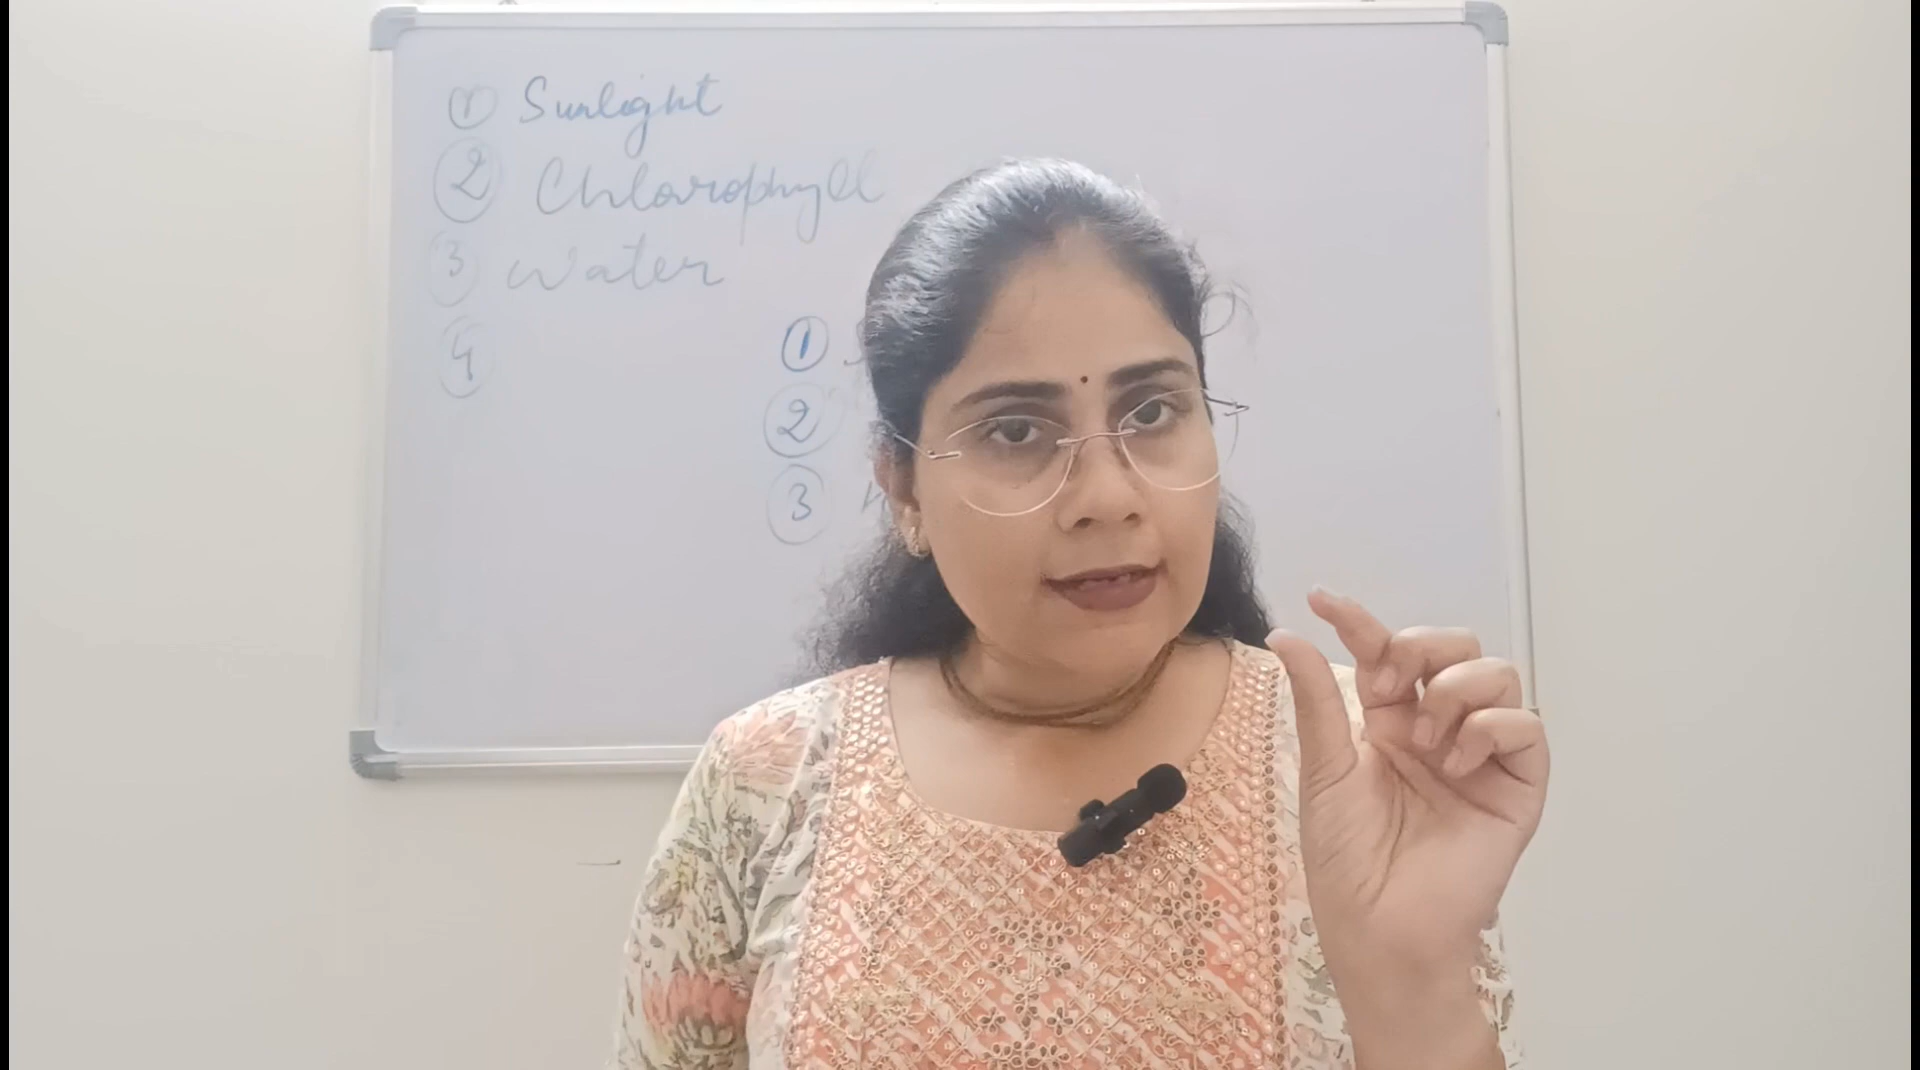 ① Sunlight
② Chlorophyll
③ Water
④
①
②
③